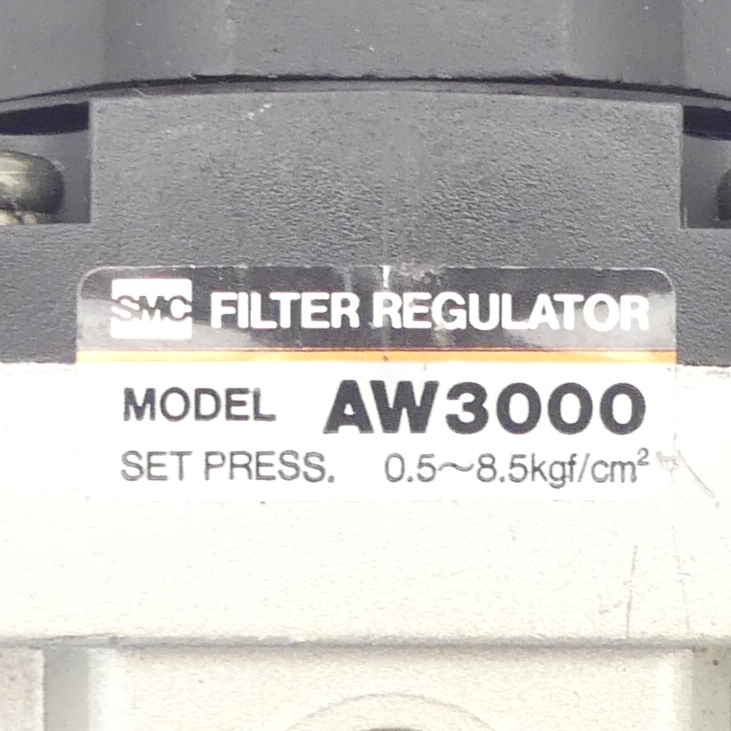 SMC FILTER REGULATOR
MODEL AW3000
SET PRESS. 0.5～8.5kgf/cm²